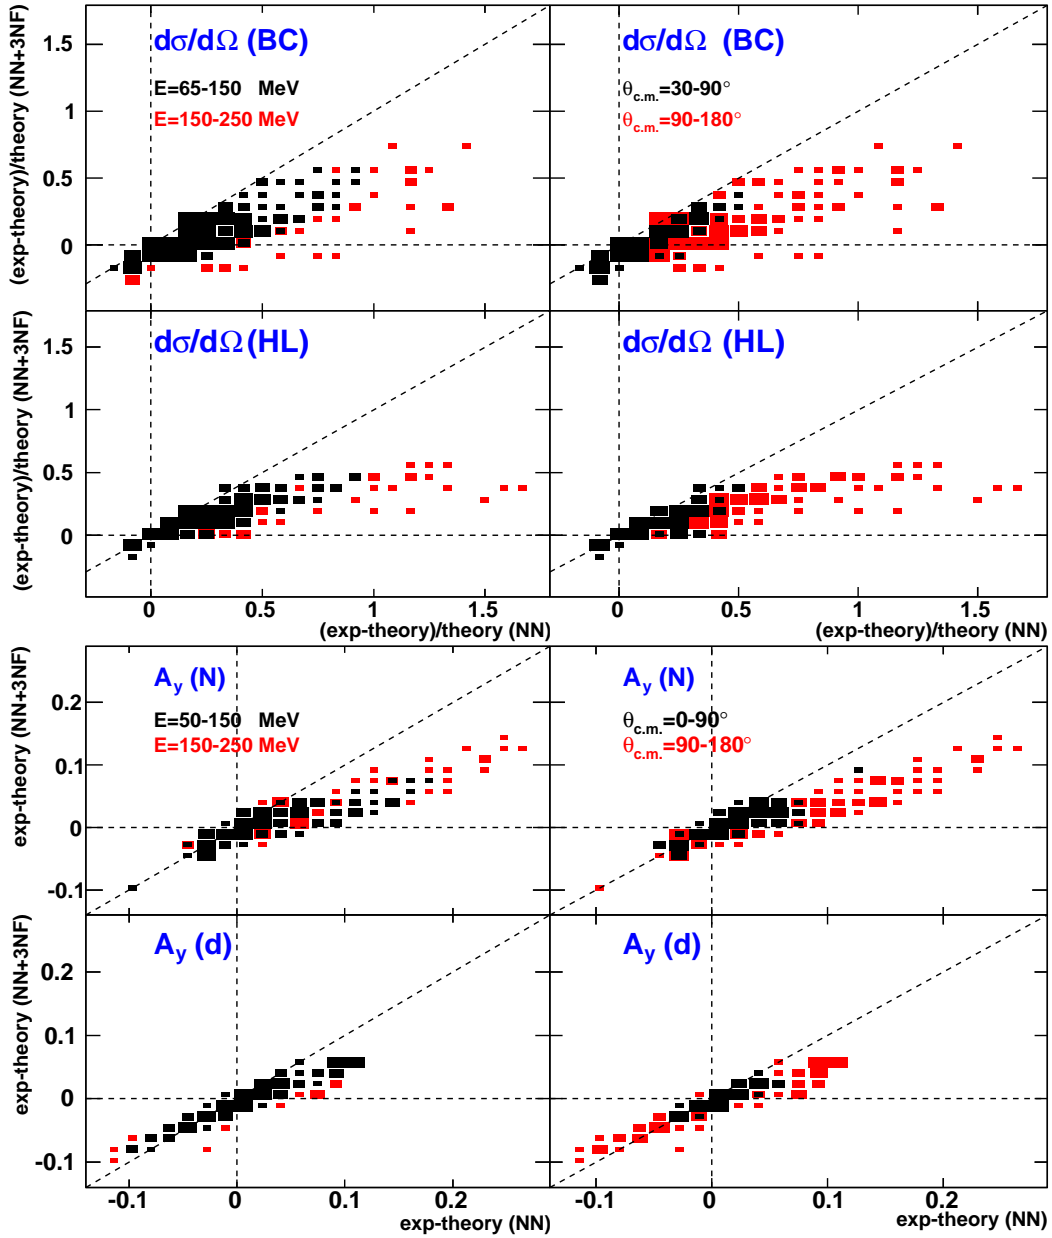 (exp-theory)/theory (NN+3NF)
1.5
1
0.5
0
dσ/dΩ (BC)
E=65-150 MeV
E=150-250 MeV
dσ/dΩ (BC)
θc.m.=30-90°
θc.m.=90-180°
(exp-theory)/theory (NN+3NF)
1.5
1
0.5
0
dσ/dΩ (HL)
dσ/dΩ (HL)
0 0.5 1 1.5
0 0.5 1 1.5
(exp-theory)/theory (NN)
(exp-theory)/theory (NN)
exp-theory (NN+3NF)
0.2
0.1
0
-0.1
Ay (N)
E=50-150 MeV
E=150-250 MeV
Ay (N)
θc.m.=0-90°
θc.m.=90-180°
exp-theory (NN+3NF)
0.2
0.1
0
-0.1
Ay (d)
Ay (d)
-0.1 0 0.1 0.2
-0.1 0 0.1 0.2
exp-theory (NN)
exp-theory (NN)